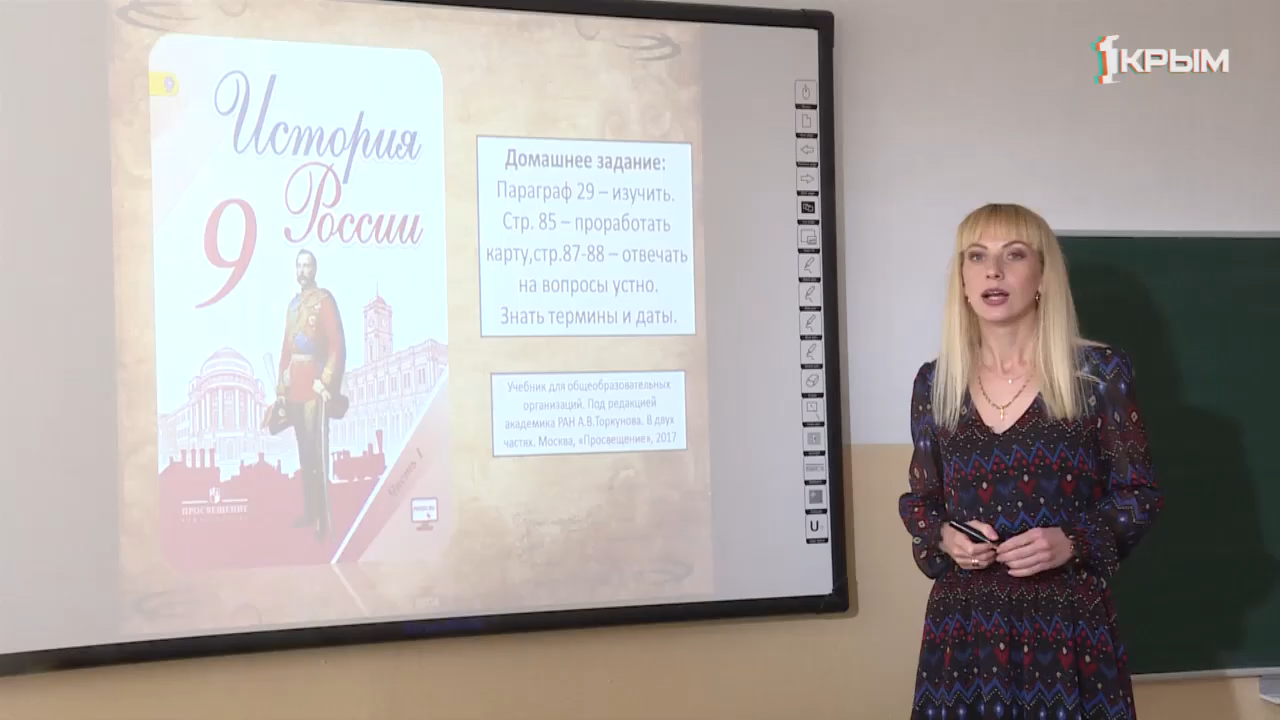 1КРЫМ
История
России
9
Часть 1
ПРОСВЕЩЕНИЕ
Домашнее задание:
Параграф 29 – изучить.
Стр. 85 – проработать
карту,стр.87-88 – отвечать
на вопросы устно.
Знать термины и даты.
Учебник для общеобразовательных
организаций. Под редакцией
академика РАН А.В.Торкунова. В двух
частях. Москва, «Просвещение», 2017
U